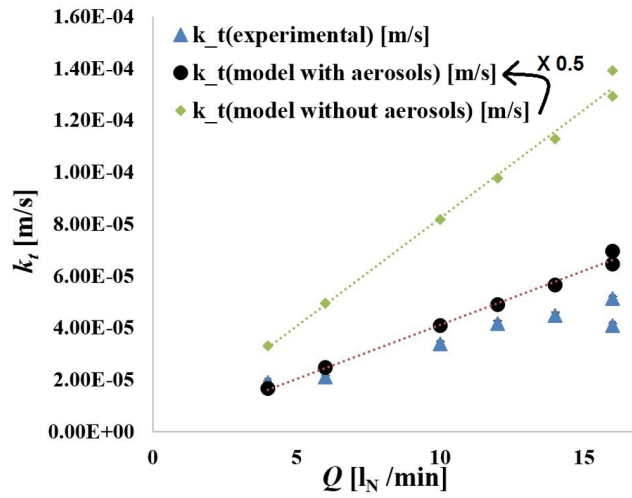 1.60E-04
k_t(experimental) [m/s]
1.40E-04
k_t(model with aerosols) [m/s]
X 0.5
1.20E-04
k_t(model without aerosols) [m/s]
1.00E-04
8.00E-05
6.00E-05
4.00E-05
2.00E-05
0.00E+00
k_t [m/s]
0 5 10 15
Q [l_N /min]